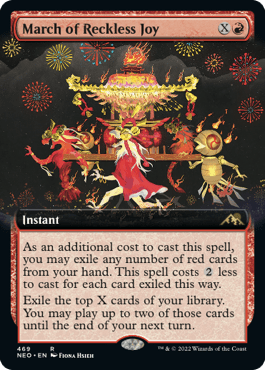 March of Reckless Joy X
Instant
As an additional cost to cast this spell,
you may exile any number of red cards
from your hand. This spell costs 2 less
to cast for each card exiled this way.
Exile the top X cards of your library.
You may play up to two of those cards
until the end of your next turn.
469 R
NEO • EN Fiona Hsieh
™ & © 2022 Wizards of the Coast